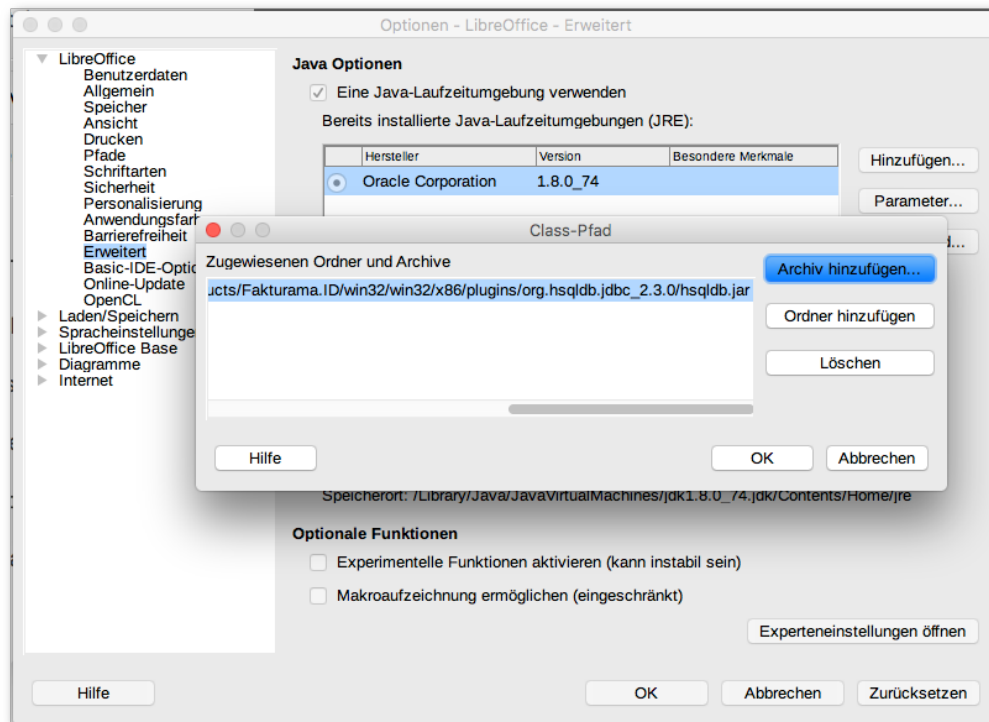 Optionen - LibreOffice - Erweitert
LibreOffice
Benutzerdaten
Allgemein
Speicher
Ansicht
Drucken
Pfade
Schriftarten
Sicherheit
Personalisierung
Anwendungsfarb
Barrierefreiheit
Erweitert
Basic-IDE-Optio
Online-Update
OpenCL
Laden/Speichern
Spracheinstellunge
LibreOffice Base
Diagramme
Internet
Java Optionen
Eine Java-Laufzeitumgebung verwenden
Bereits installierte Java-Laufzeitumgebungen (JRE):
Hersteller Version Besondere Merkmale
Oracle Corporation 1.8.0_74
Hinzufügen...
Parameter...
Class-Pfad
Zugewiesenen Ordner und Archive
ucts/Fakturama.ID/win32/win32/x86/plugins/org.hsqldb.jdbc_2.3.0/hsqldb.jar
Archiv hinzufügen...
Ordner hinzufügen
Löschen
Hilfe OK Abbrechen
Speicherort: /Library/Java/JavaVirtualMachines/jdk1.8.0_74.jdk/Contents/Home/jre
Optionale Funktionen
Experimentelle Funktionen aktivieren (kann instabil sein)
Makroaufzeichnung ermöglichen (eingeschränkt)
Experteneinstellungen öffnen
Hilfe OK Abbrechen Zurücksetzen